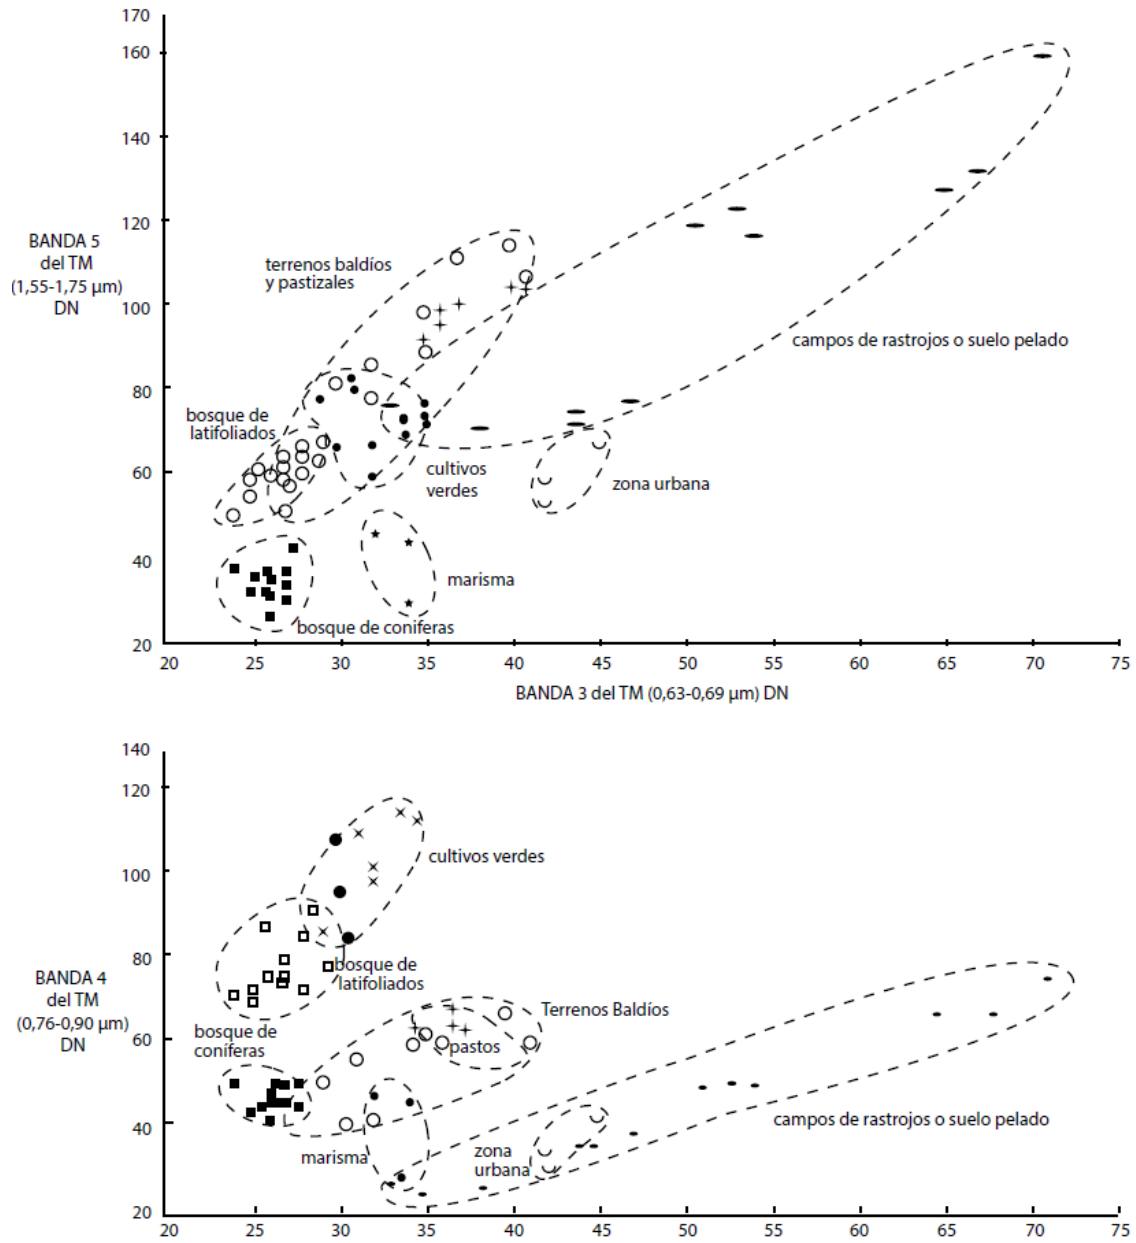 170
160
140
120
100
80
60
40
20
BANDA 5
del TM
(1,55-1,75 µm)
DN
terrenos baldíos
y pastizales
campos de rastrojos o suelo pelado
bosque de
latifoliados
cultivos
verdes
zona urbana
marisma
bosque de coniferas
20 25 30 35 40 45 50 55 60 65 70 75
BANDA 3 del TM (0,63-0,69 µm) DN
140
120
100
80
60
40
20
BANDA 4
del TM
(0,76-0,90 µm)
DN
cultivos verdes
bosque de
latifoliados
Terrenos Baldíos
bosque de
coníferas
pastos
campos de rastrojos o suelo pelado
marisma
zona
urbana
20 25 30 35 40 45 50 55 60 65 70 75